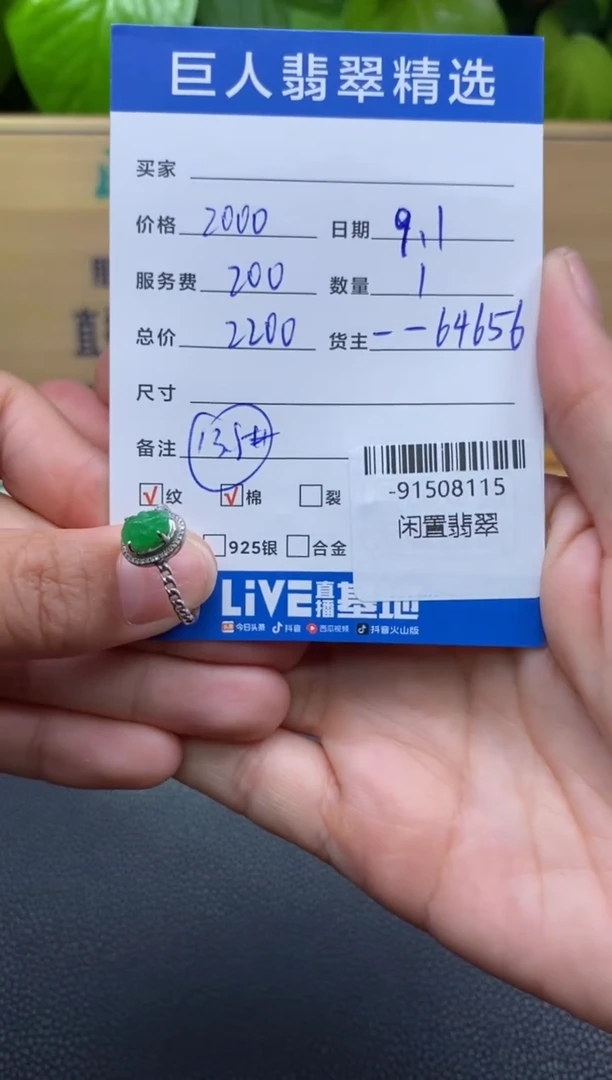 巨人翡翠精选
买家
价格 2000 日期 9.1
服务费 200 数量 1
总价 2200 货主 --64656
尺寸
备注 13.5#
纹 棉 裂
-91508115
闲置翡翠
925银 合金
LiVE直播基地
今日头条 抖音 西瓜视频 抖音火山版